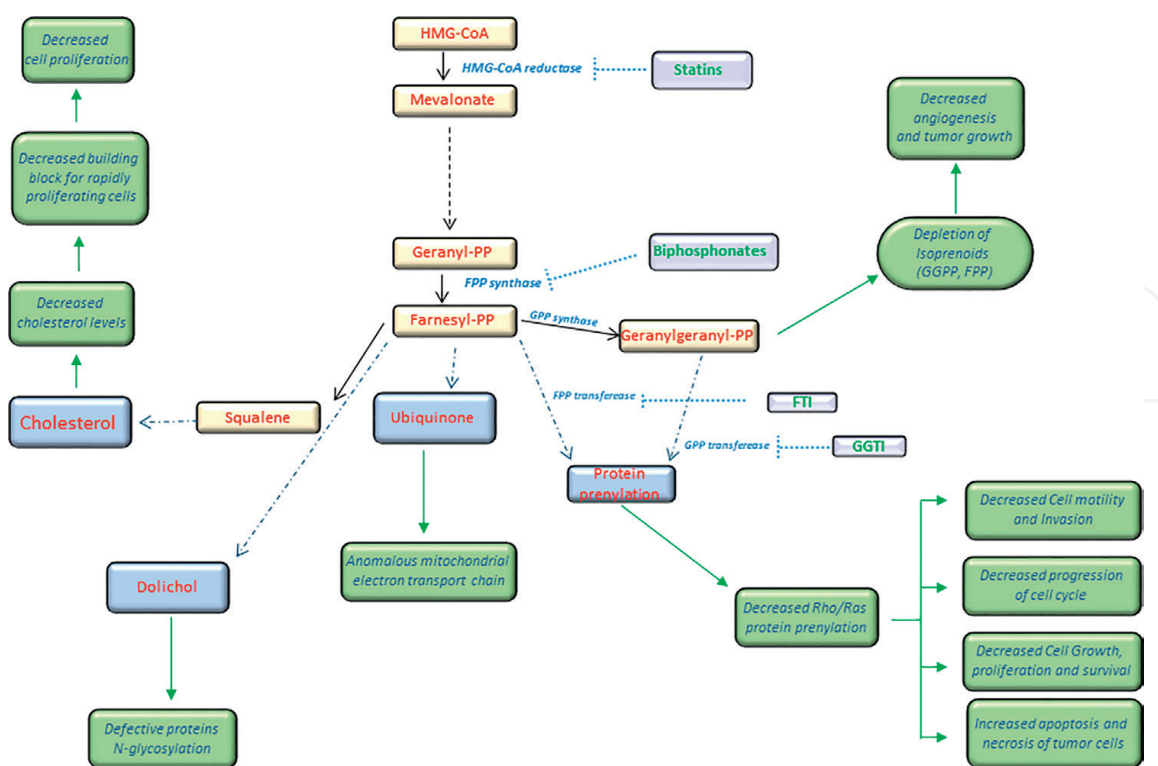 HMG-CoA
HMG-CoA reductase
Statins
Mevalonate
Decreased
cell proliferation
Decreased
angiogenesis
and tumor growth
Decreased building
block for rapidly
proliferating cells
Geranyl-PP
Biphosphonates
Depletion of
Isoprenoids
(GGPP, FPP)
FPP synthase
Decreased
cholesterol levels
Farnesyl-PP
GPP synthase
Geranylgeranyl-PP
Cholesterol
Squalene
Ubiquinone
FPP transferease
FTI
GPP transferease
GGTI
Protein
prenylation
Decreased Cell motility
and Invasion
Anomalous mitochondrial
electron transport chain
Dolichol
Decreased progression
of cell cycle
Decreased Rho/Ras
protein prenylation
Decreased Cell Growth,
proliferation and survival
Defective proteins
N-glycosylation
Increased apoptosis and
necrosis of tumor cells